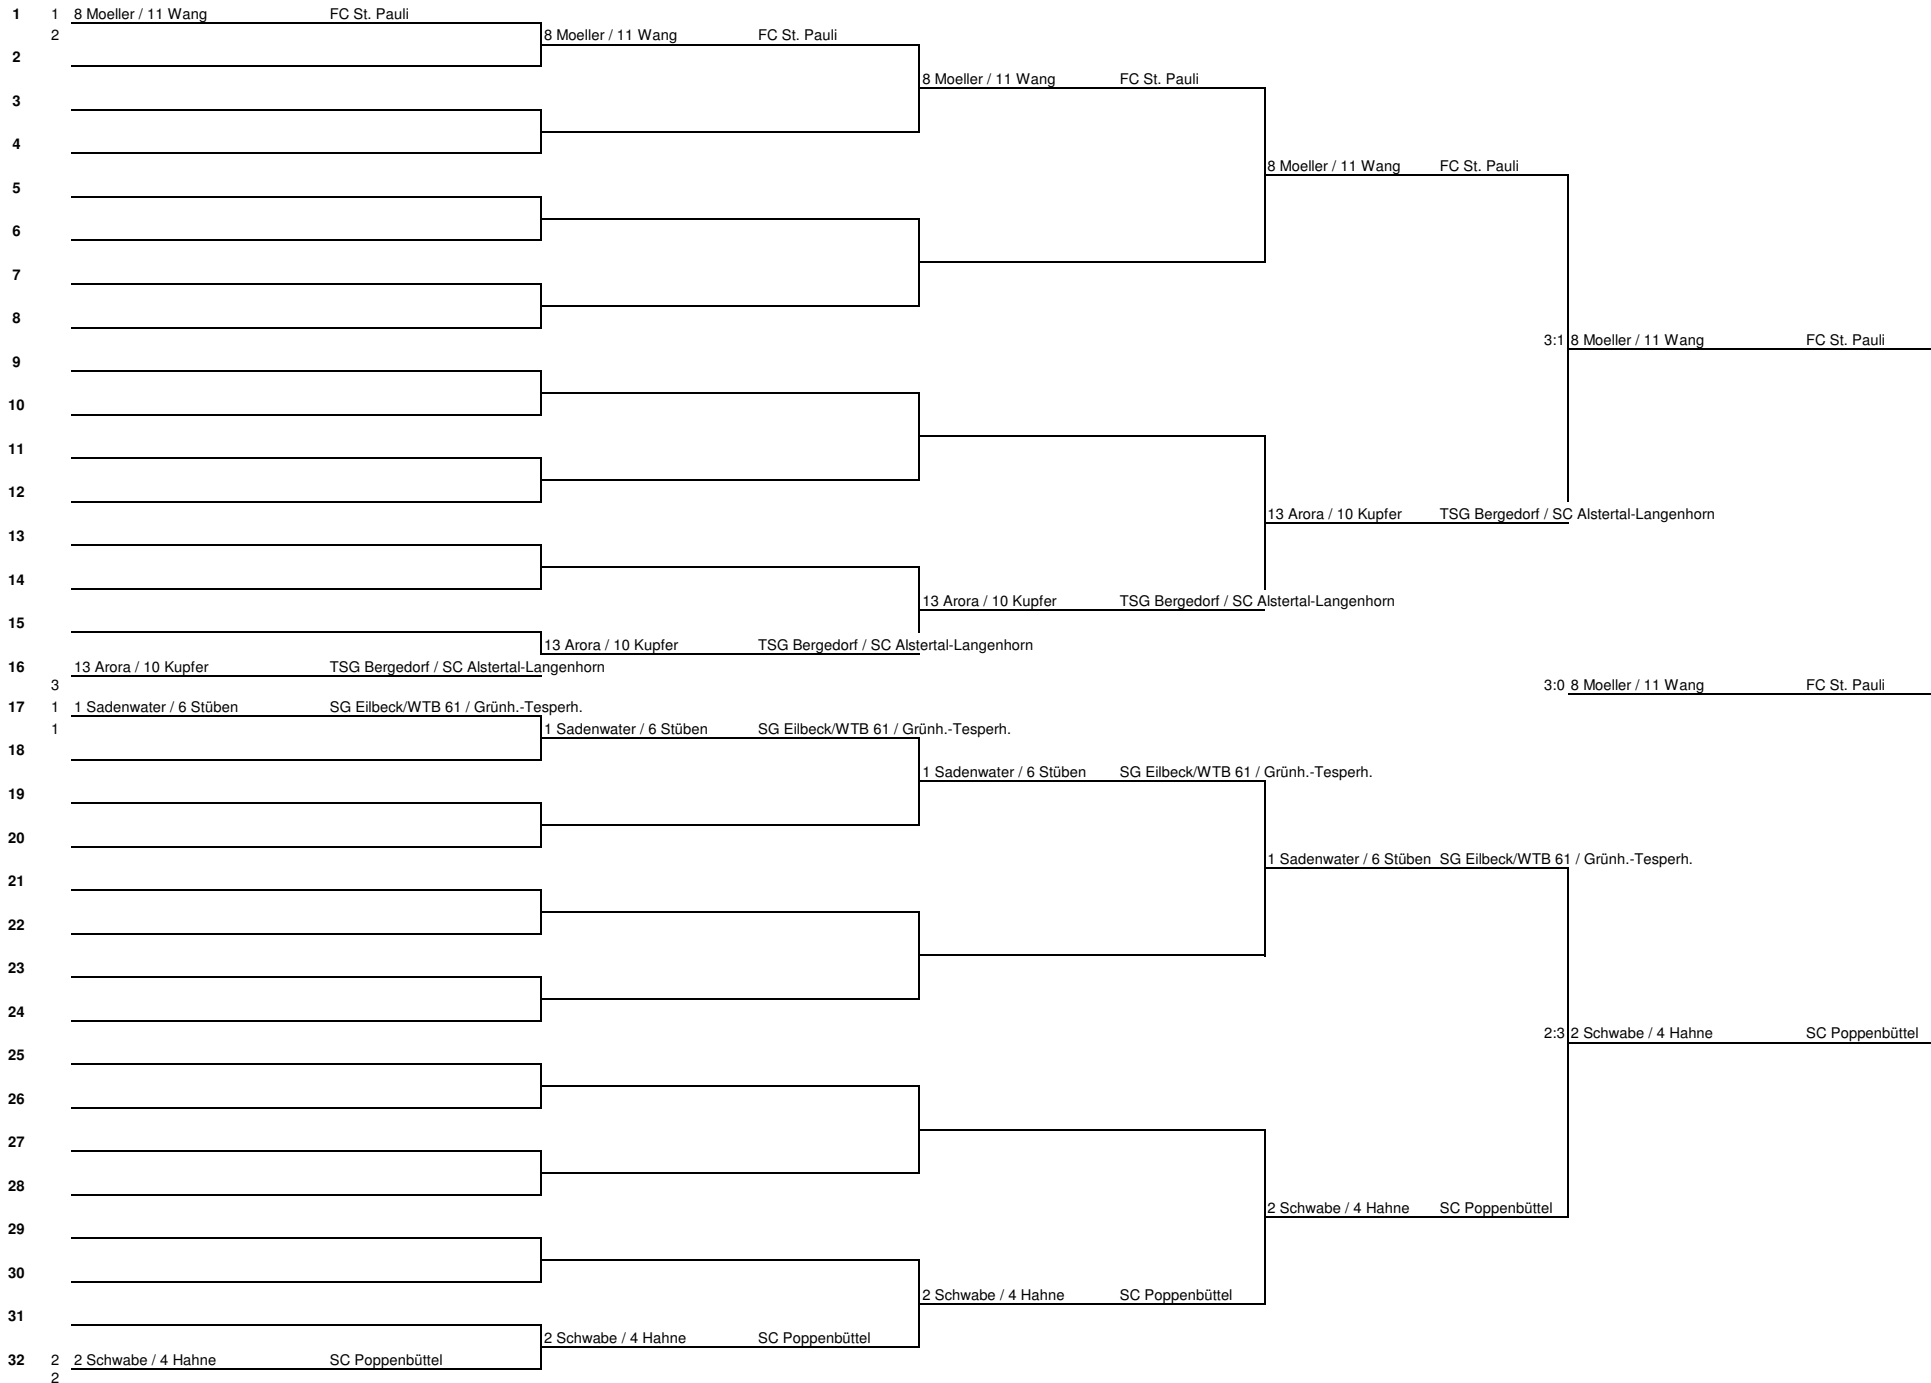 1 1 8 Moeller / 11 Wang FC St. Pauli
2 8 Moeller / 11 Wang FC St. Pauli
2
8 Moeller / 11 Wang FC St. Pauli
3
4
8 Moeller / 11 Wang FC St. Pauli
5
6
7
8
3:1 8 Moeller / 11 Wang FC St. Pauli
9
10
11
12
13 Arora / 10 Kupfer TSG Bergedorf / SC Alstertal-Langenhorn
13
14
13 Arora / 10 Kupfer TSG Bergedorf / SC Alstertal-Langenhorn
15
13 Arora / 10 Kupfer TSG Bergedorf / SC Alstertal-Langenhorn
16 13 Arora / 10 Kupfer TSG Bergedorf / SC Alstertal-Langenhorn
3 3:0 8 Moeller / 11 Wang FC St. Pauli
17 1 1 Sadenwater / 6 Stüben SG Eilbeck/WTB 61 / Grünh.-Tesperh.
1 1 Sadenwater / 6 Stüben SG Eilbeck/WTB 61 / Grünh.-Tesperh.
18
1 Sadenwater / 6 Stüben SG Eilbeck/WTB 61 / Grünh.-Tesperh.
19
20
1 Sadenwater / 6 Stüben SG Eilbeck/WTB 61 / Grünh.-Tesperh.
21
22
23
24
2:3 2 Schwabe / 4 Hahne SC Poppenbüttel
25
26
27
28
2 Schwabe / 4 Hahne SC Poppenbüttel
29
30
2 Schwabe / 4 Hahne SC Poppenbüttel
31
2 Schwabe / 4 Hahne SC Poppenbüttel
32 2 2 Schwabe / 4 Hahne SC Poppenbüttel
2